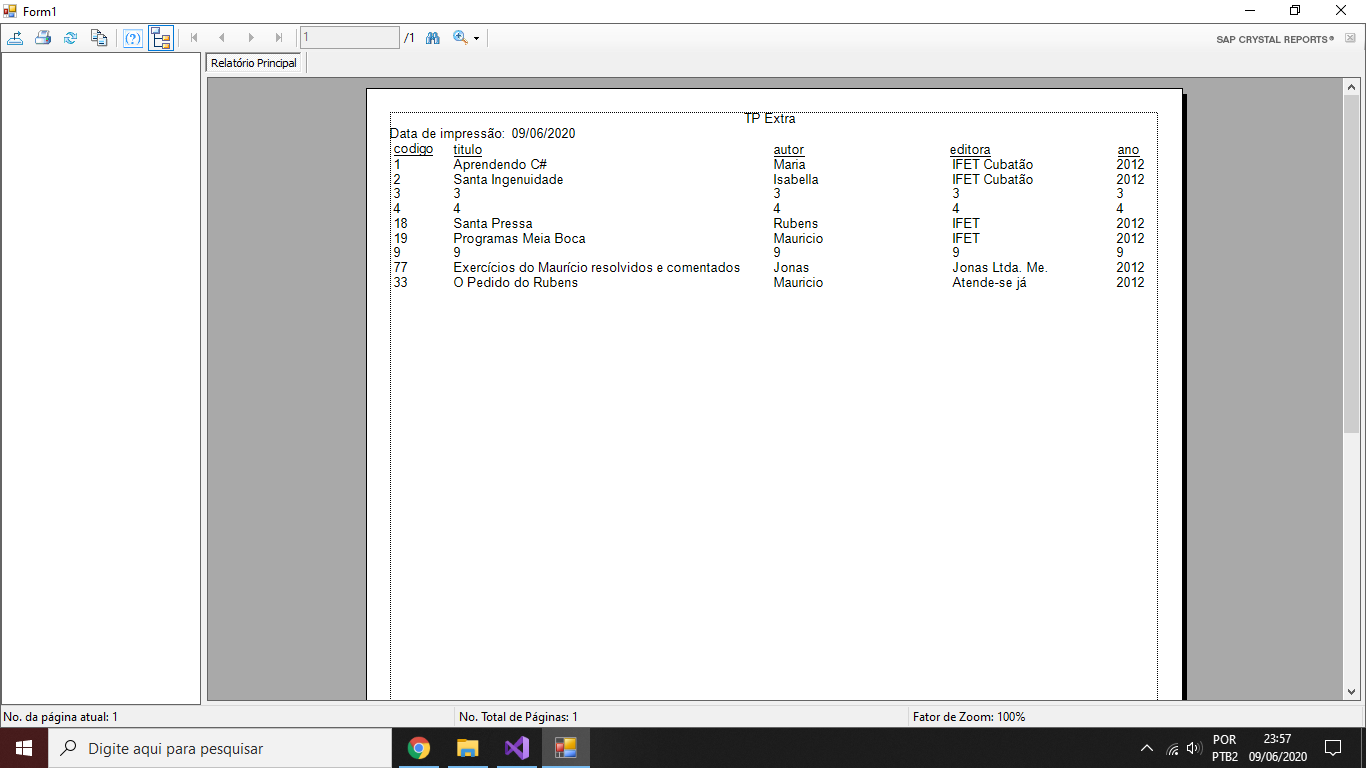 Form1
1 /1 SAP CRYSTAL REPORTS®
Relatório Principal
TP Extra
Data de impressão: 09/06/2020
codigo titulo autor editora ano
1 Aprendendo C# Maria IFET Cubatão 2012
2 Santa Ingenuidade Isabella IFET Cubatão 2012
3 3 3 3 3
4 4 4 4 4
18 Santa Pressa Rubens IFET 2012
19 Programas Meia Boca Mauricio IFET 2012
9 9 9 9 9
77 Exercícios do Maurício resolvidos e comentados Jonas Jonas Ltda. Me. 2012
33 O Pedido do Rubens Mauricio Atende-se já 2012
No. da página atual: 1 No. Total de Páginas: 1 Fator de Zoom: 100%
Digite aqui para pesquisar
POR 23:57
PTB2 09/06/2020